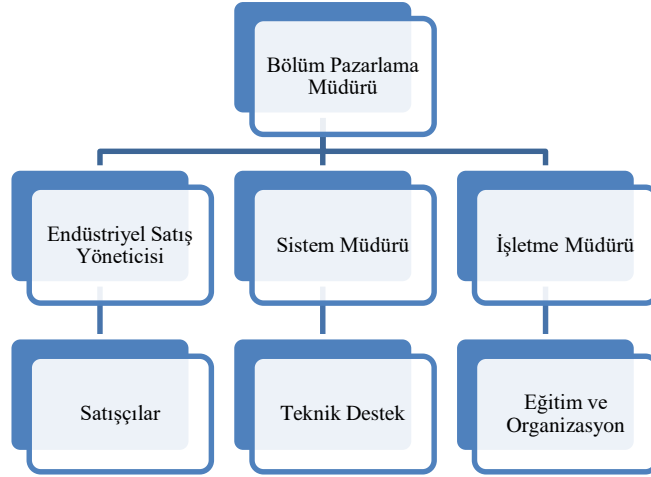 Bölüm Pazarlama
Müdürü
Endüstriyel Satış
Yöneticisi
Sistem Müdürü
İşletme Müdürü
Satışçılar
Teknik Destek
Eğitim ve
Organizasyon